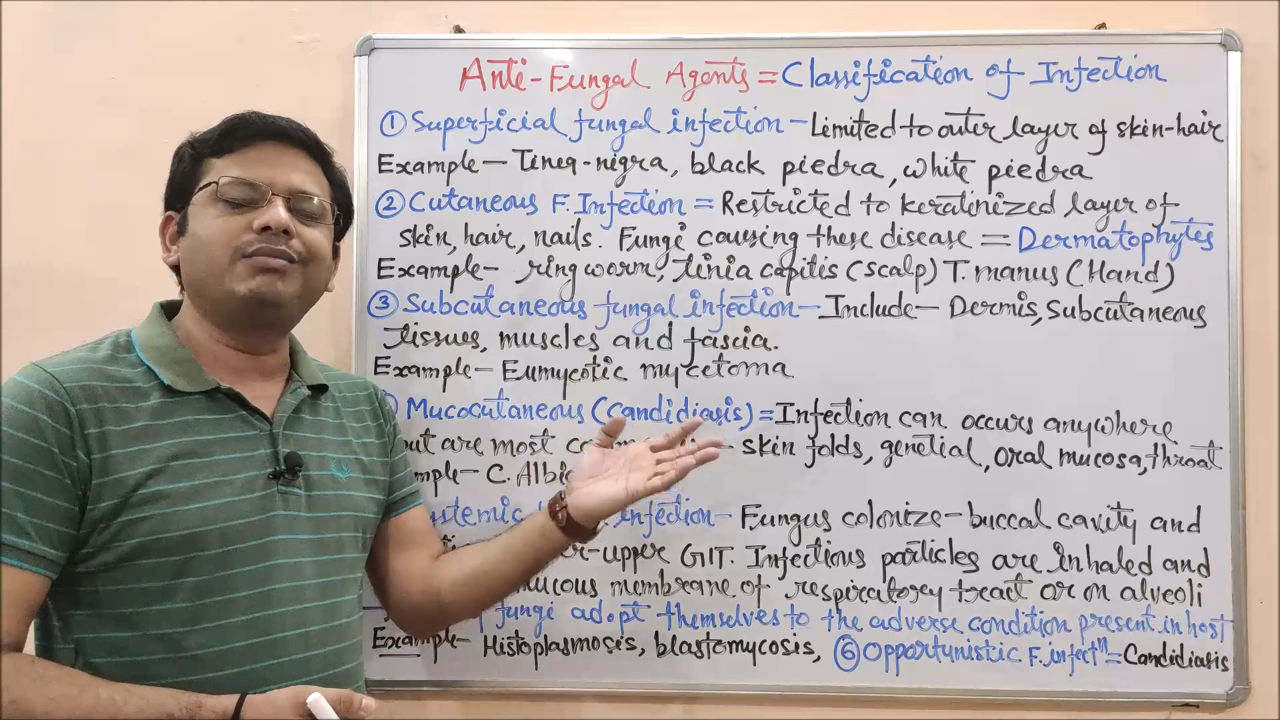 Anti-Fungal Agents = Classification of Infection
① Superficial fungal infection - Limited to outer layer of skin-hair
Example - Tinea-nigra, black piedra, white piedra
② Cutaneous F. Infection = Restricted to keratinized layer of
skin, hair, nails. Fungi causing these disease = Dermatophytes
Example - ring worm, tinia capitis (scalp) T. manus (Hand)
③ Subcutaneous fungal infection - Include - Dermis, Subcutaneous
tissues, muscles and fascia.
Example - Eumycotic mycetoma
Mucocutaneous (candidiasis) = Infection can occurs anywhere
are most skin folds, genetial, oral mucosa, throat
C.
infection - Fungus colonize - buccal cavity and
upper GIT. Infectious particles are inhaled and
membrane of respiratory tract or on alveoli
fungi adopt themselves to the adverse condition present in host
Example - Histoplasmosis, blastomycosis, ⑥ Opportunistic F. infectⁿ = Candidiasis